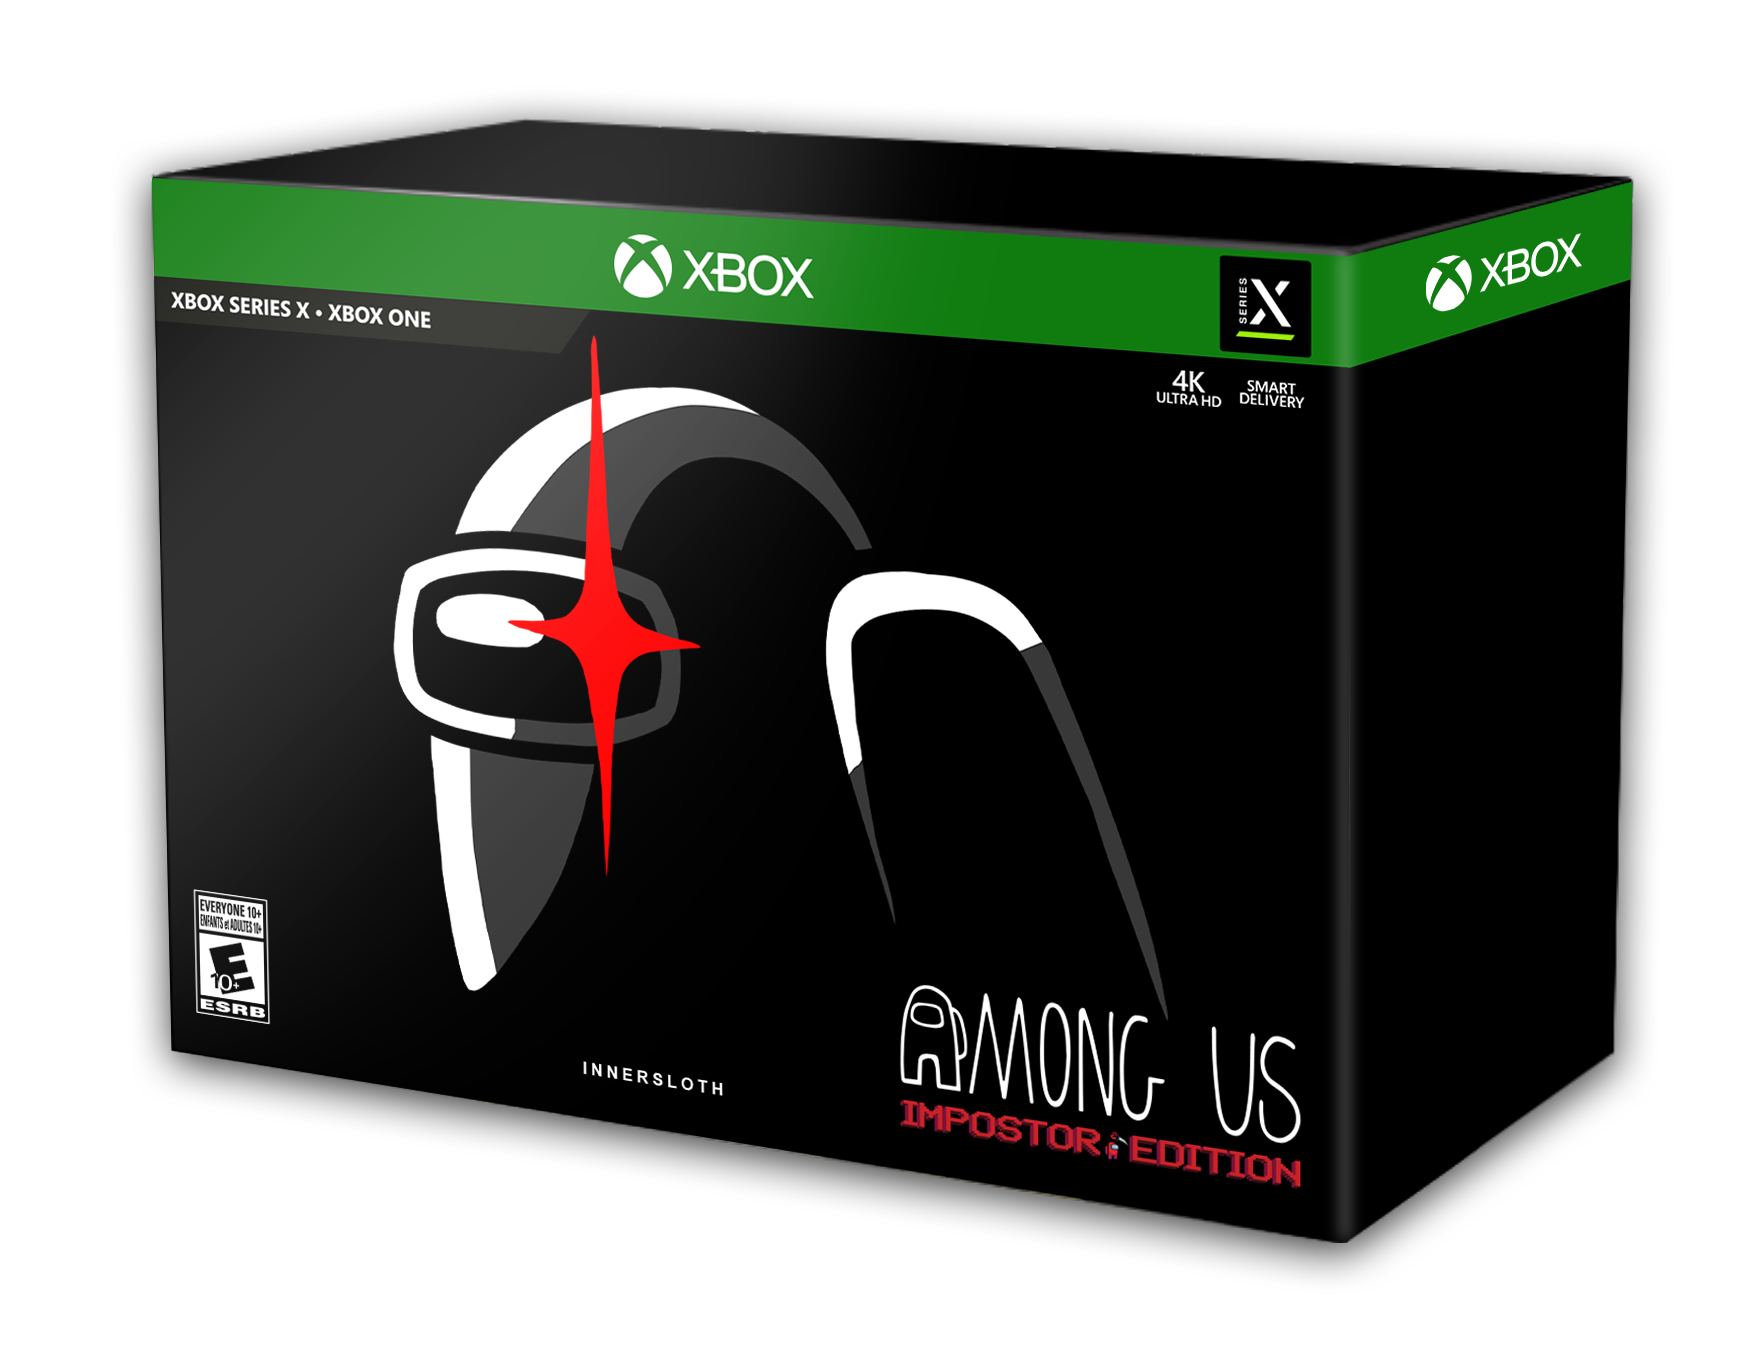 XBOX
XBOX
XBOX SERIES X • XBOX ONE
SERIES X
4K
ULTRA HD
SMART
DELIVERY
EVERYONE 10+
ENFANTS et ADULTES 10+
E
10+
ESRB
INNERSLOTH
AMONG US
IMPOSTOR EDITION